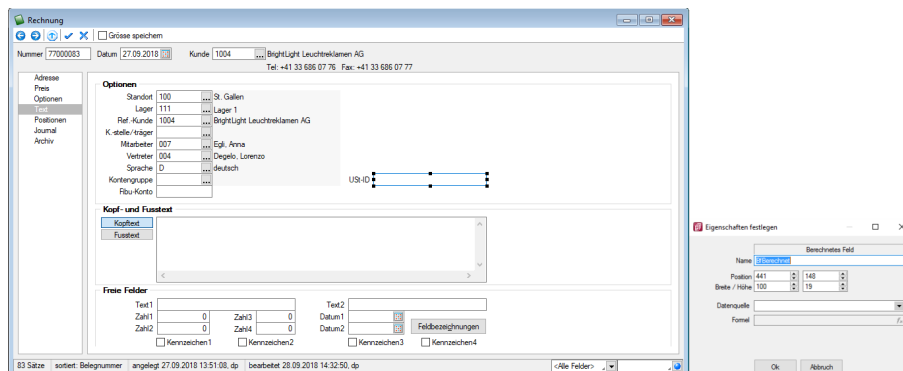 Rechnung
Grösse speichern
Nummer 77000083 Datum 27.09.2018 Kunde 1004 ... BrightLight Leuchtreklamen AG
Tel: +41 33 686 07 76 Fax: +41 33 686 07 77
Adresse
Preis
Optionen
Text
Positionen
Journal
Archiv
Optionen
Standort 100 ... St. Gallen
Lager 111 ... Lager 1
Ref.-Kunde 1004 ... BrightLight Leuchtreklamen AG
K.-stelle/-träger ...
Mitarbeiter 007 ... Egli, Anna
Vertreter 004 ... Degelo, Lorenzo
Sprache D ... deutsch
Kontengruppe ... USt-ID
Fibu-Konto
Kopf- und Fusstext
Kopftext
Fusstext
Freie Felder
Text1 Text2
Zahl1 0 Zahl3 0 Datum1
Zahl2 0 Zahl4 0 Datum2 Feldbezeichnungen
Kennzeichen1 Kennzeichen2 Kennzeichen3 Kennzeichen4
83 Sätze sortiert: Belegnummer angelegt 27.09.2018 13:51:08, dp bearbeitet 28.09.2018 14:32:50, dp <Alle Felder>
Eigenschaften festlegen
Berechnetes Feld
Name BfBerechnet
Position 441 148
Breite / Höhe 100 19
Datenquelle
Formel
Ok Abbruch